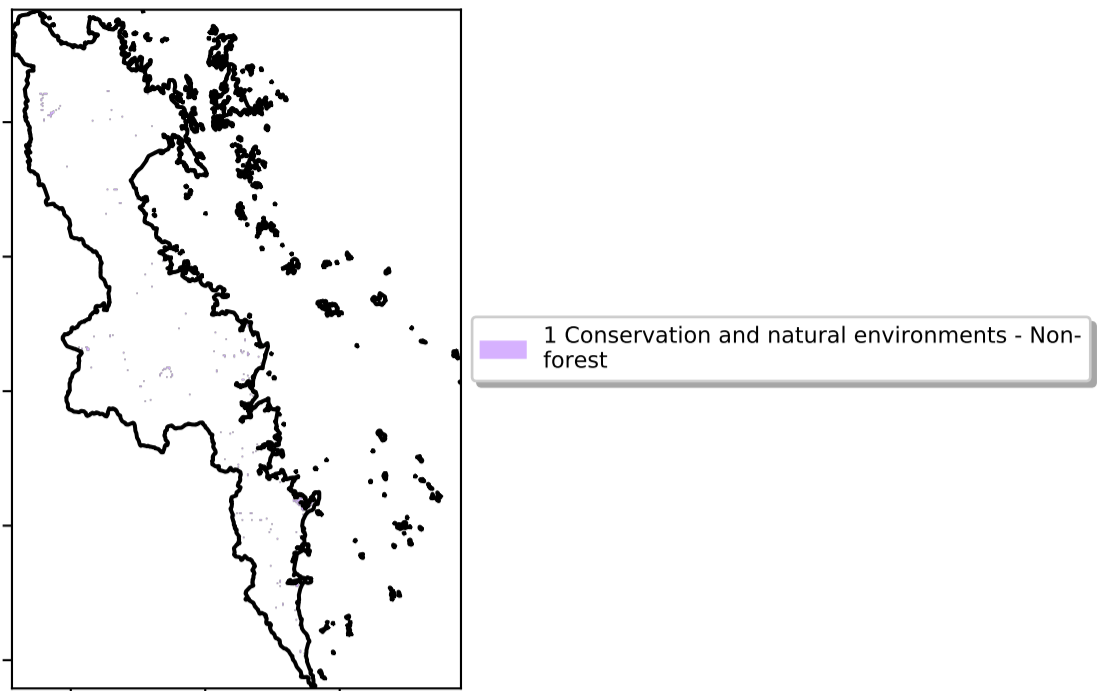 1 Conservation and natural environments - Non-
forest